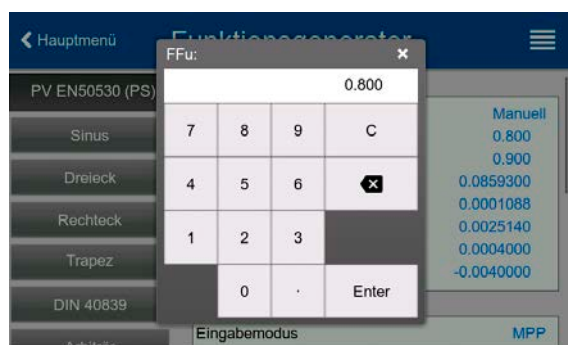 Hauptmenü
Funktionsgenerator
FFu:
0.800
PV EN50530 (PS)
Sinus
Dreieck
Rechteck
Trapez
DIN 40839
7 8 9 C
4 5 6
1 2 3
0 . Enter
Manuell
0.800
0.900
0.0859300
0.0001088
0.0025140
0.0004000
-0.0040000
Eingabemodus MPP